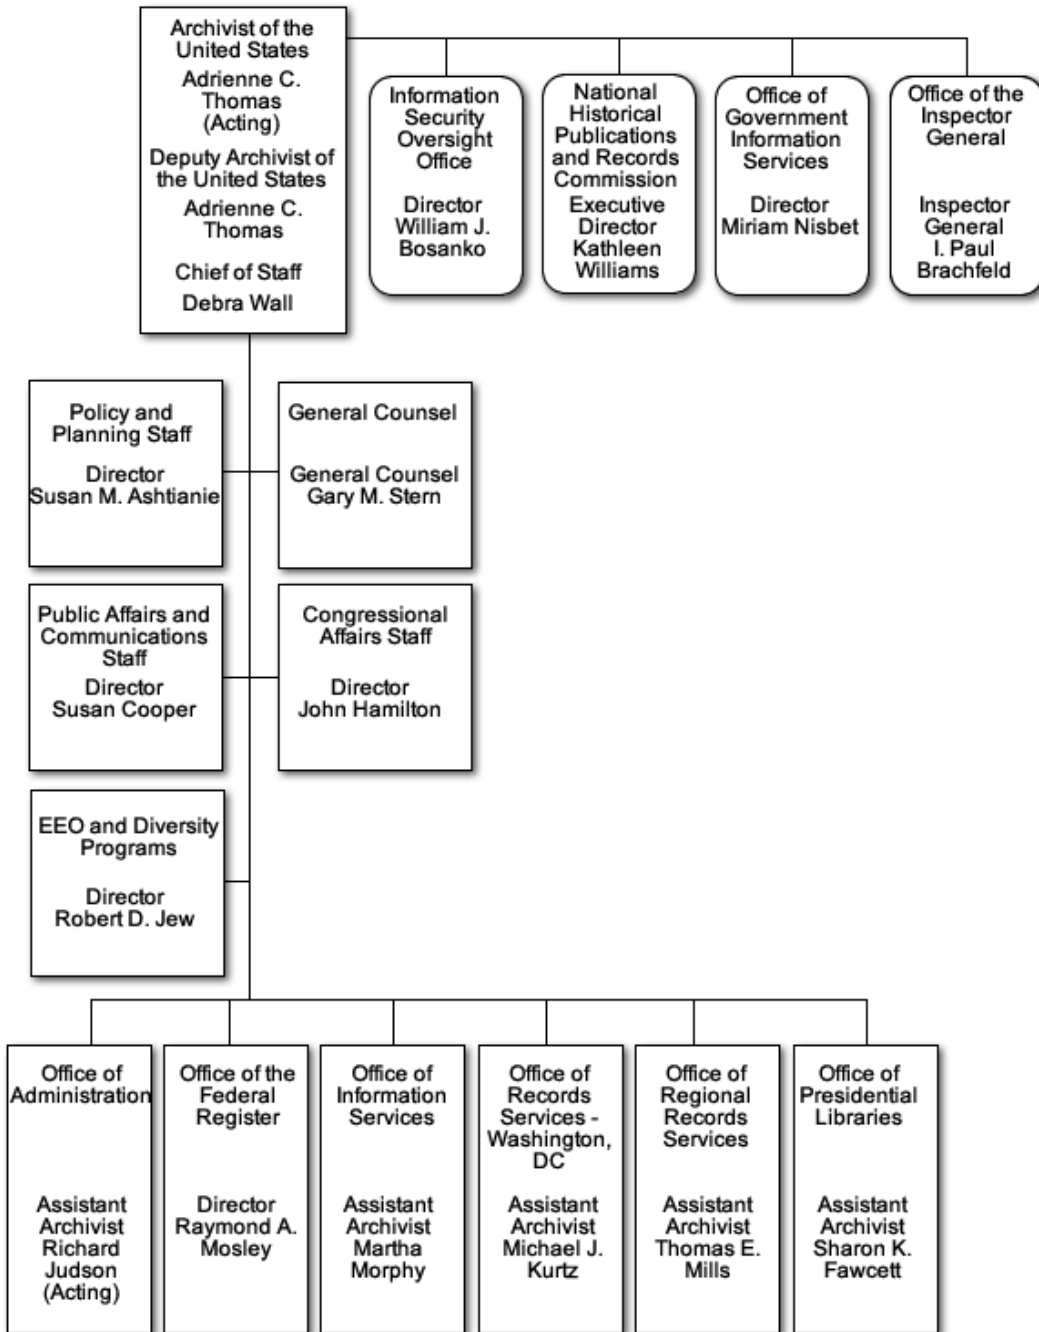 Archivist of the
United States
Adrienne C.
Thomas
(Acting)
Deputy Archivist of
the United States
Adrienne C.
Thomas
Chief of Staff
Debra Wall
Information
Security
Oversight
Office
Director
William J.
Bosanko
National
Historical
Publications
and Records
Commission
Executive
Director
Kathleen
Williams
Office of
Government
Information
Services
Director
Miriam Nisbet
Office of the
Inspector
General
Inspector
General
I. Paul
Brachfeld
Policy and
Planning Staff
Director
Susan M. Ashtianie
General Counsel
General Counsel
Gary M. Stern
Public Affairs and
Communications
Staff
Director
Susan Cooper
Congressional
Affairs Staff
Director
John Hamilton
EEO and Diversity
Programs
Director
Robert D. Jew
Office of
Administration
Assistant
Archivist
Richard
Judson
(Acting)
Office of the
Federal
Register
Director
Raymond A.
Mosley
Office of
Information
Services
Assistant
Archivist
Martha
Morphy
Office of
Records
Services -
Washington,
DC
Assistant
Archivist
Michael J.
Kurtz
Office of
Regional
Records
Services
Assistant
Archivist
Thomas E.
Mills
Office of
Presidential
Libraries
Assistant
Archivist
Sharon K.
Fawcett